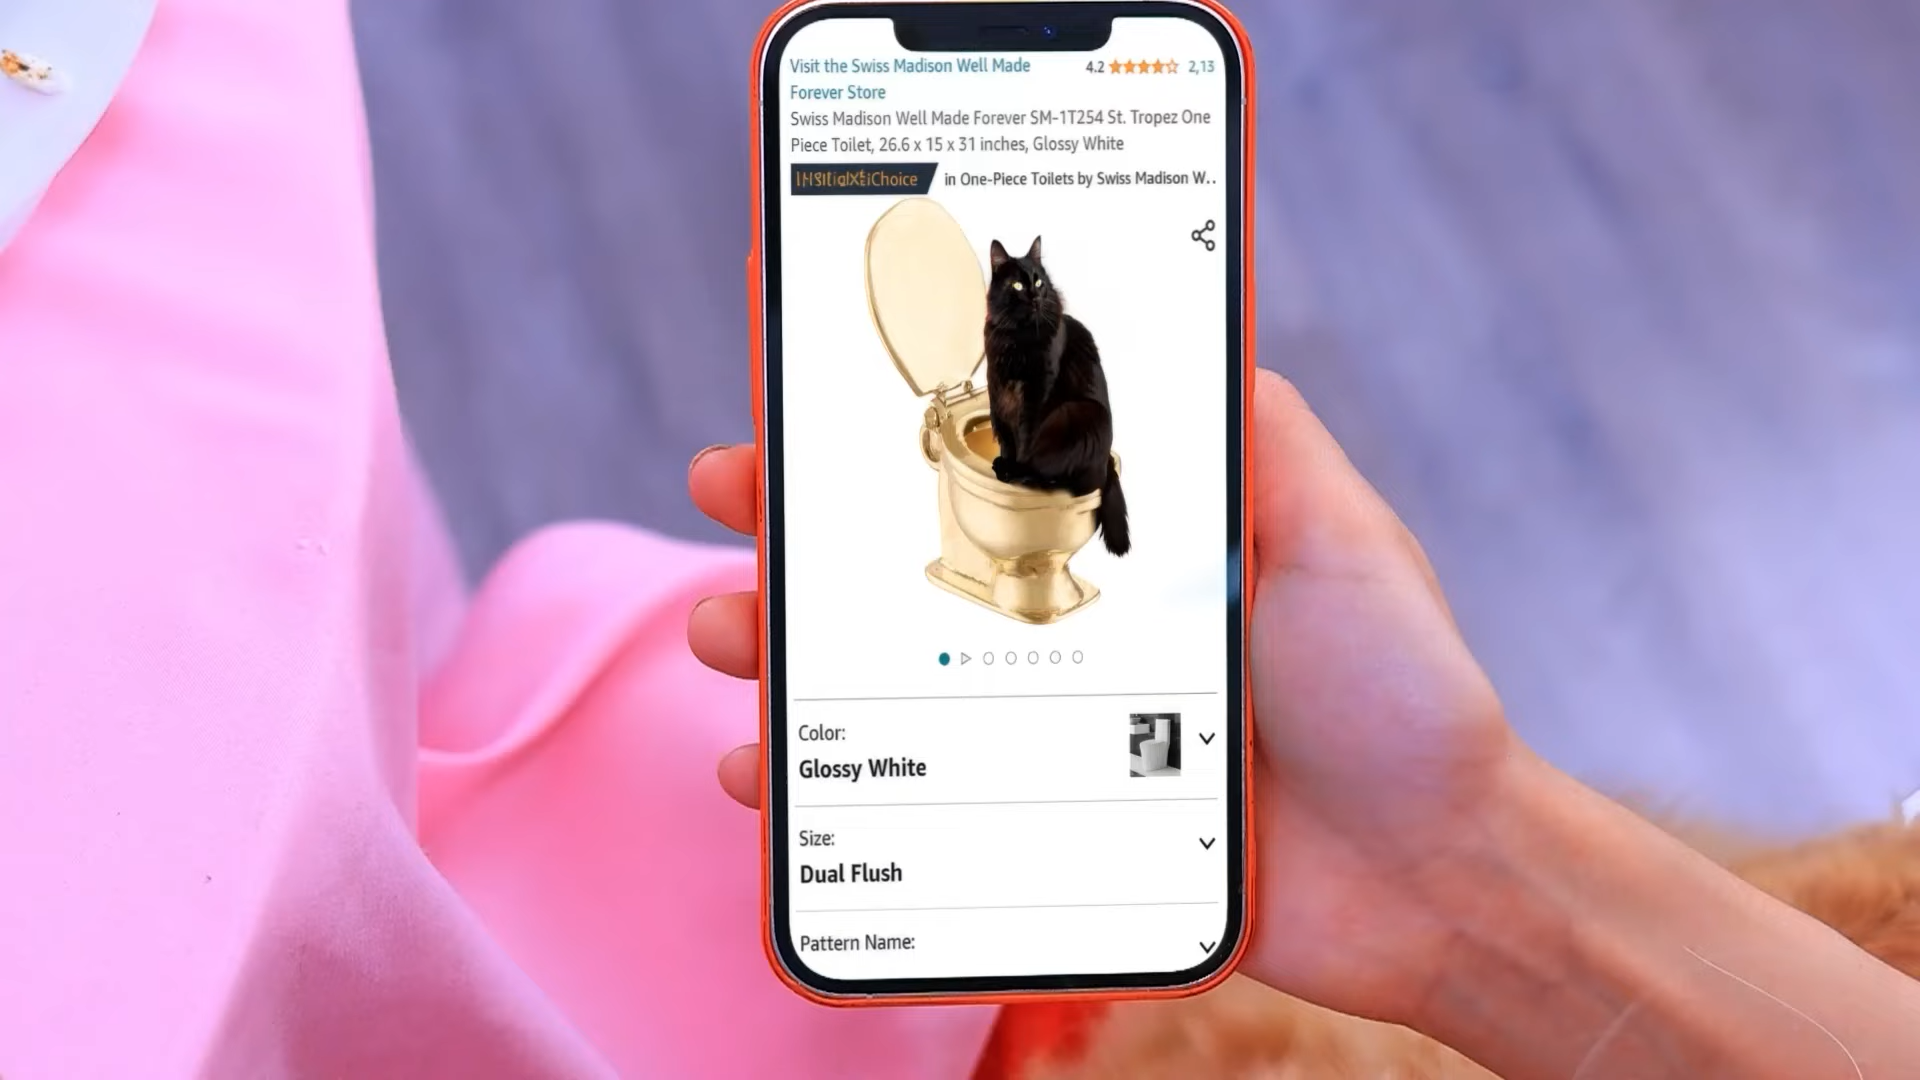 Visit the Swiss Madison Well Made
Forever Store
4.2 2,13
Swiss Madison Well Made Forever SM-1T254 St. Tropez One
Piece Toilet, 26.6 x 15 x 31 inches, Glossy White
Choice in One-Piece Toilets by Swiss Madison W..
Color:
Glossy White
Size:
Dual Flush
Pattern Name: